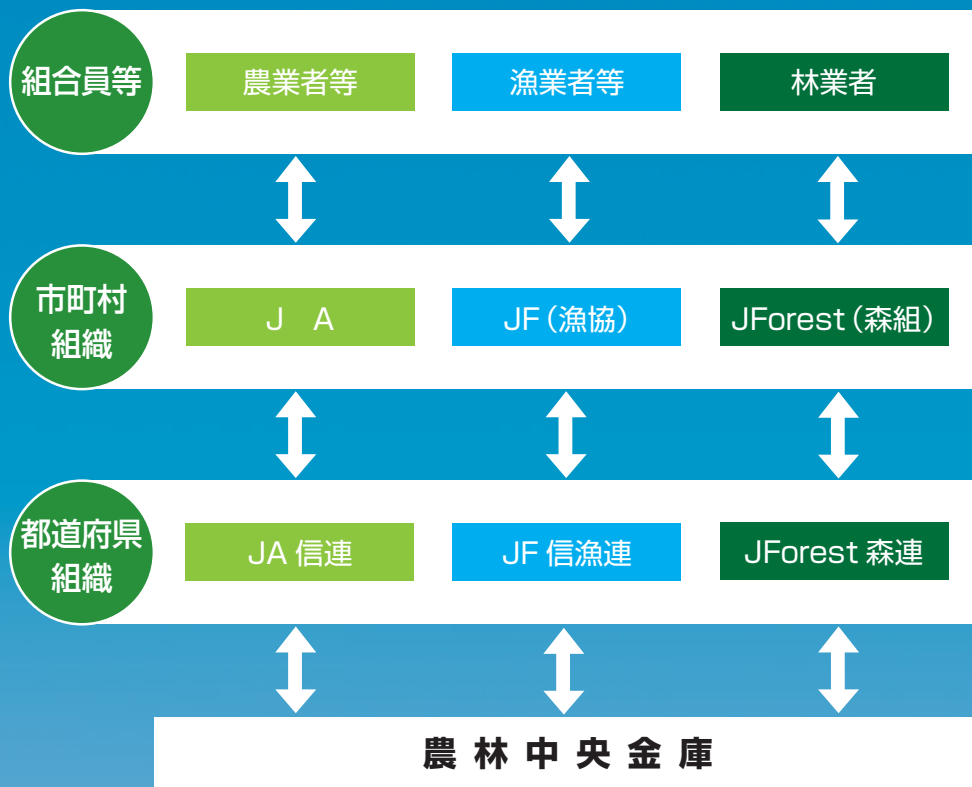 組合員等
農業者等
漁業者等
林業者
市町村
組織
J A
JF（漁協）
JForest（森組）
都道府県
組織
JA 信連
JF 信漁連
JForest 森連
農林中央金庫